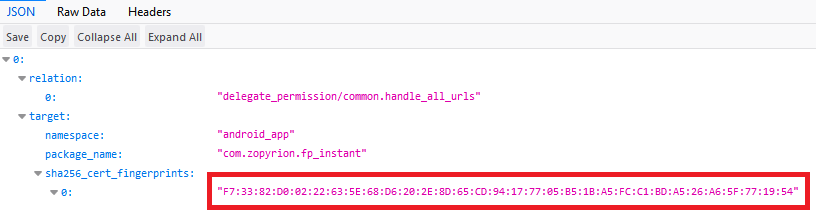 JSON Raw Data Headers
Save Copy Collapse All Expand All
0:
relation:
0: "delegate_permission/common.handle_all_urls"
target:
namespace: "android_app"
package_name: "com.zopyrion.fp_instant"
sha256_cert_fingerprints:
0: "F7:33:82:D0:02:22:63:5E:68:D6:20:2E:8D:65:CD:94:17:77:05:B5:1B:A5:FC:C1:BD:A5:26:A6:5F:77:19:54"